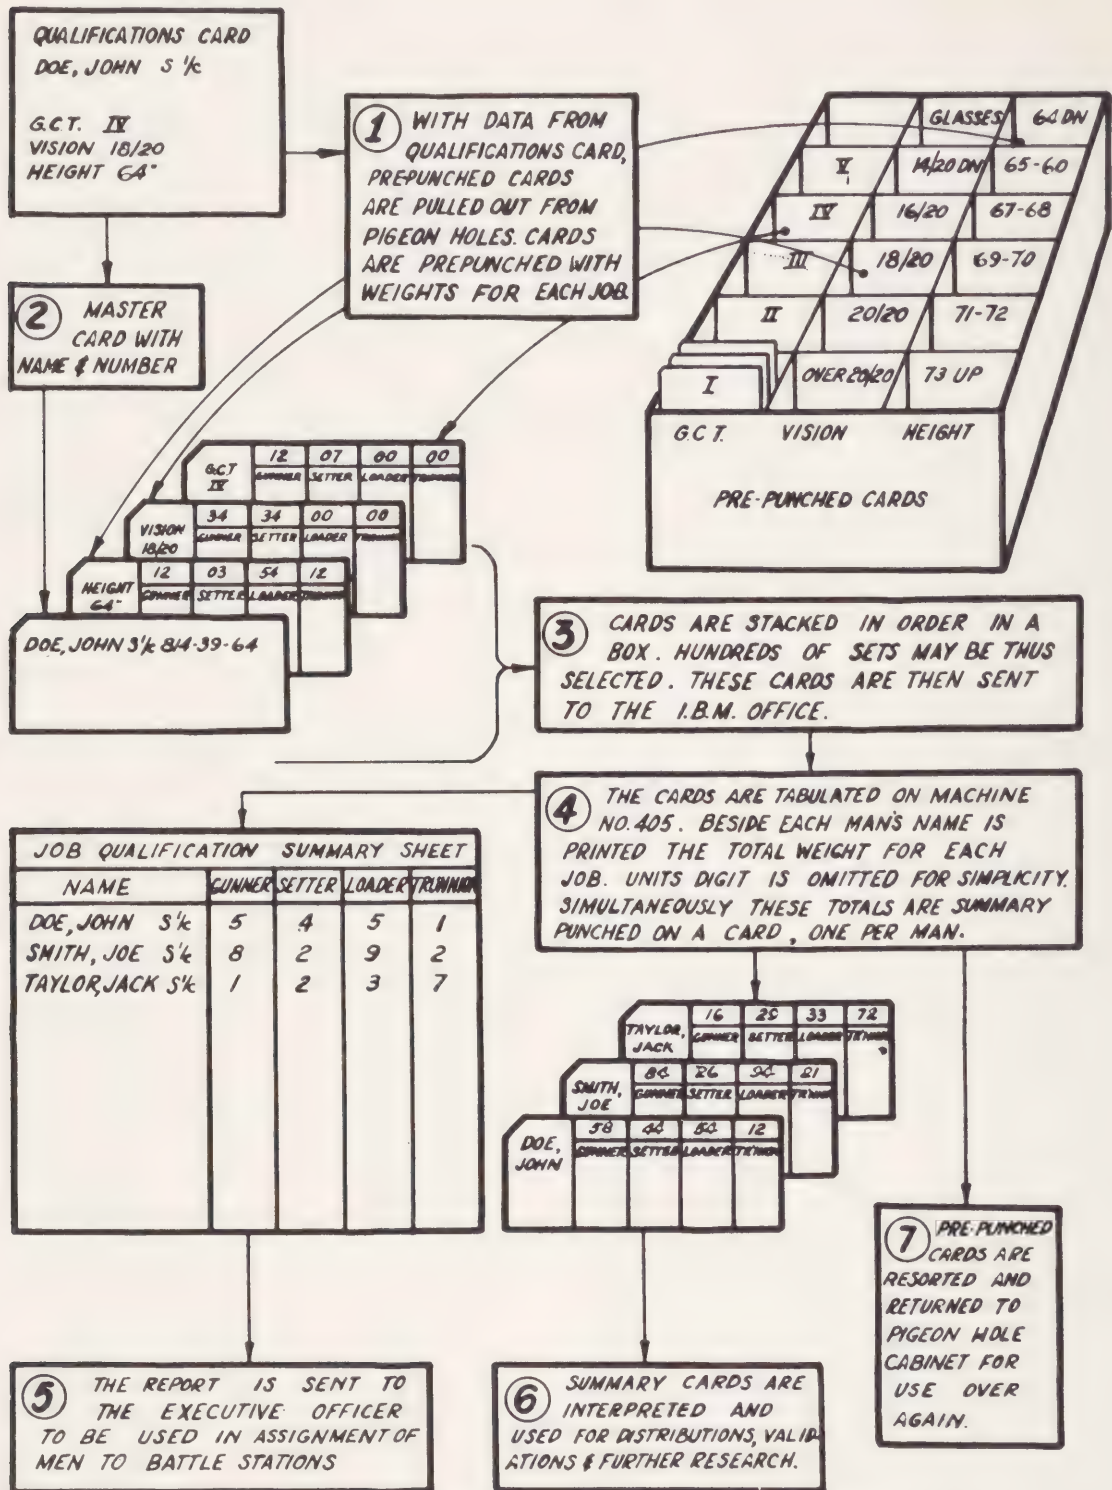 QUALIFICATIONS CARD
DOE, JOHN S 1/c
G.C.T. IV
VISION 18/20
HEIGHT 64"
1 WITH DATA FROM
QUALIFICATIONS CARD,
PREPUNCHED CARDS
ARE PULLED OUT FROM
PIGEON HOLES. CARDS
ARE PREPUNCHED WITH
WEIGHTS FOR EACH JOB.
GLASSES 64 DN
V 14/20 DN 65-60
IV 16/20 67-68
III 18/20 69-70
II 20/20 71-72
I OVER 20/20 73 UP
G.C.T. VISION HEIGHT
PRE-PUNCHED CARDS
2 MASTER
CARD WITH
NAME & NUMBER
G.C.T IV
12 07 00 00
GUNNER SETTER LOADER TRUNNION
VISION 18/20
34 34 00 00
GUNNER SETTER LOADER TRUNNION
HEIGHT 64"
12 03 54 12
GUNNER SETTER LOADER TRUNNION
DOE, JOHN S1/c 814-39-64
3 CARDS ARE STACKED IN ORDER IN A
BOX. HUNDREDS OF SETS MAY BE THUS
SELECTED. THESE CARDS ARE THEN SENT
TO THE I.B.M. OFFICE.
4 THE CARDS ARE TABULATED ON MACHINE
NO. 405. BESIDE EACH MAN'S NAME IS
PRINTED THE TOTAL WEIGHT FOR EACH
JOB. UNITS DIGIT IS OMITTED FOR SIMPLICITY.
SIMULTANEOUSLY THESE TOTALS ARE SUMMARY
PUNCHED ON A CARD, ONE PER MAN.
JOB QUALIFICATION SUMMARY SHEET
NAME GUNNER SETTER LOADER TRUNNION
DOE, JOHN S1/c 5 4 5 1
SMITH, JOE S1/c 8 2 9 2
TAYLOR, JACK S1/c 1 2 3 7
TAYLOR, JACK
16 29 33 72
GUNNER SETTER LOADER TRUNNION
SMITH, JOE
26 21
GUNNER SETTER LOADER TRUNNION
DOE, JOHN
58 44 54 12
GUNNER SETTER LOADER TRUNNION
5 THE REPORT IS SENT TO
THE EXECUTIVE OFFICER
TO BE USED IN ASSIGNMENT OF
MEN TO BATTLE STATIONS
6 SUMMARY CARDS ARE
INTERPRETED AND
USED FOR DISTRIBUTIONS, VALID-
ATIONS & FURTHER RESEARCH.
7 PRE-PUNCHED
CARDS ARE
RESORTED AND
RETURNED TO
PIGEON HOLE
CABINET FOR
USE OVER
AGAIN.